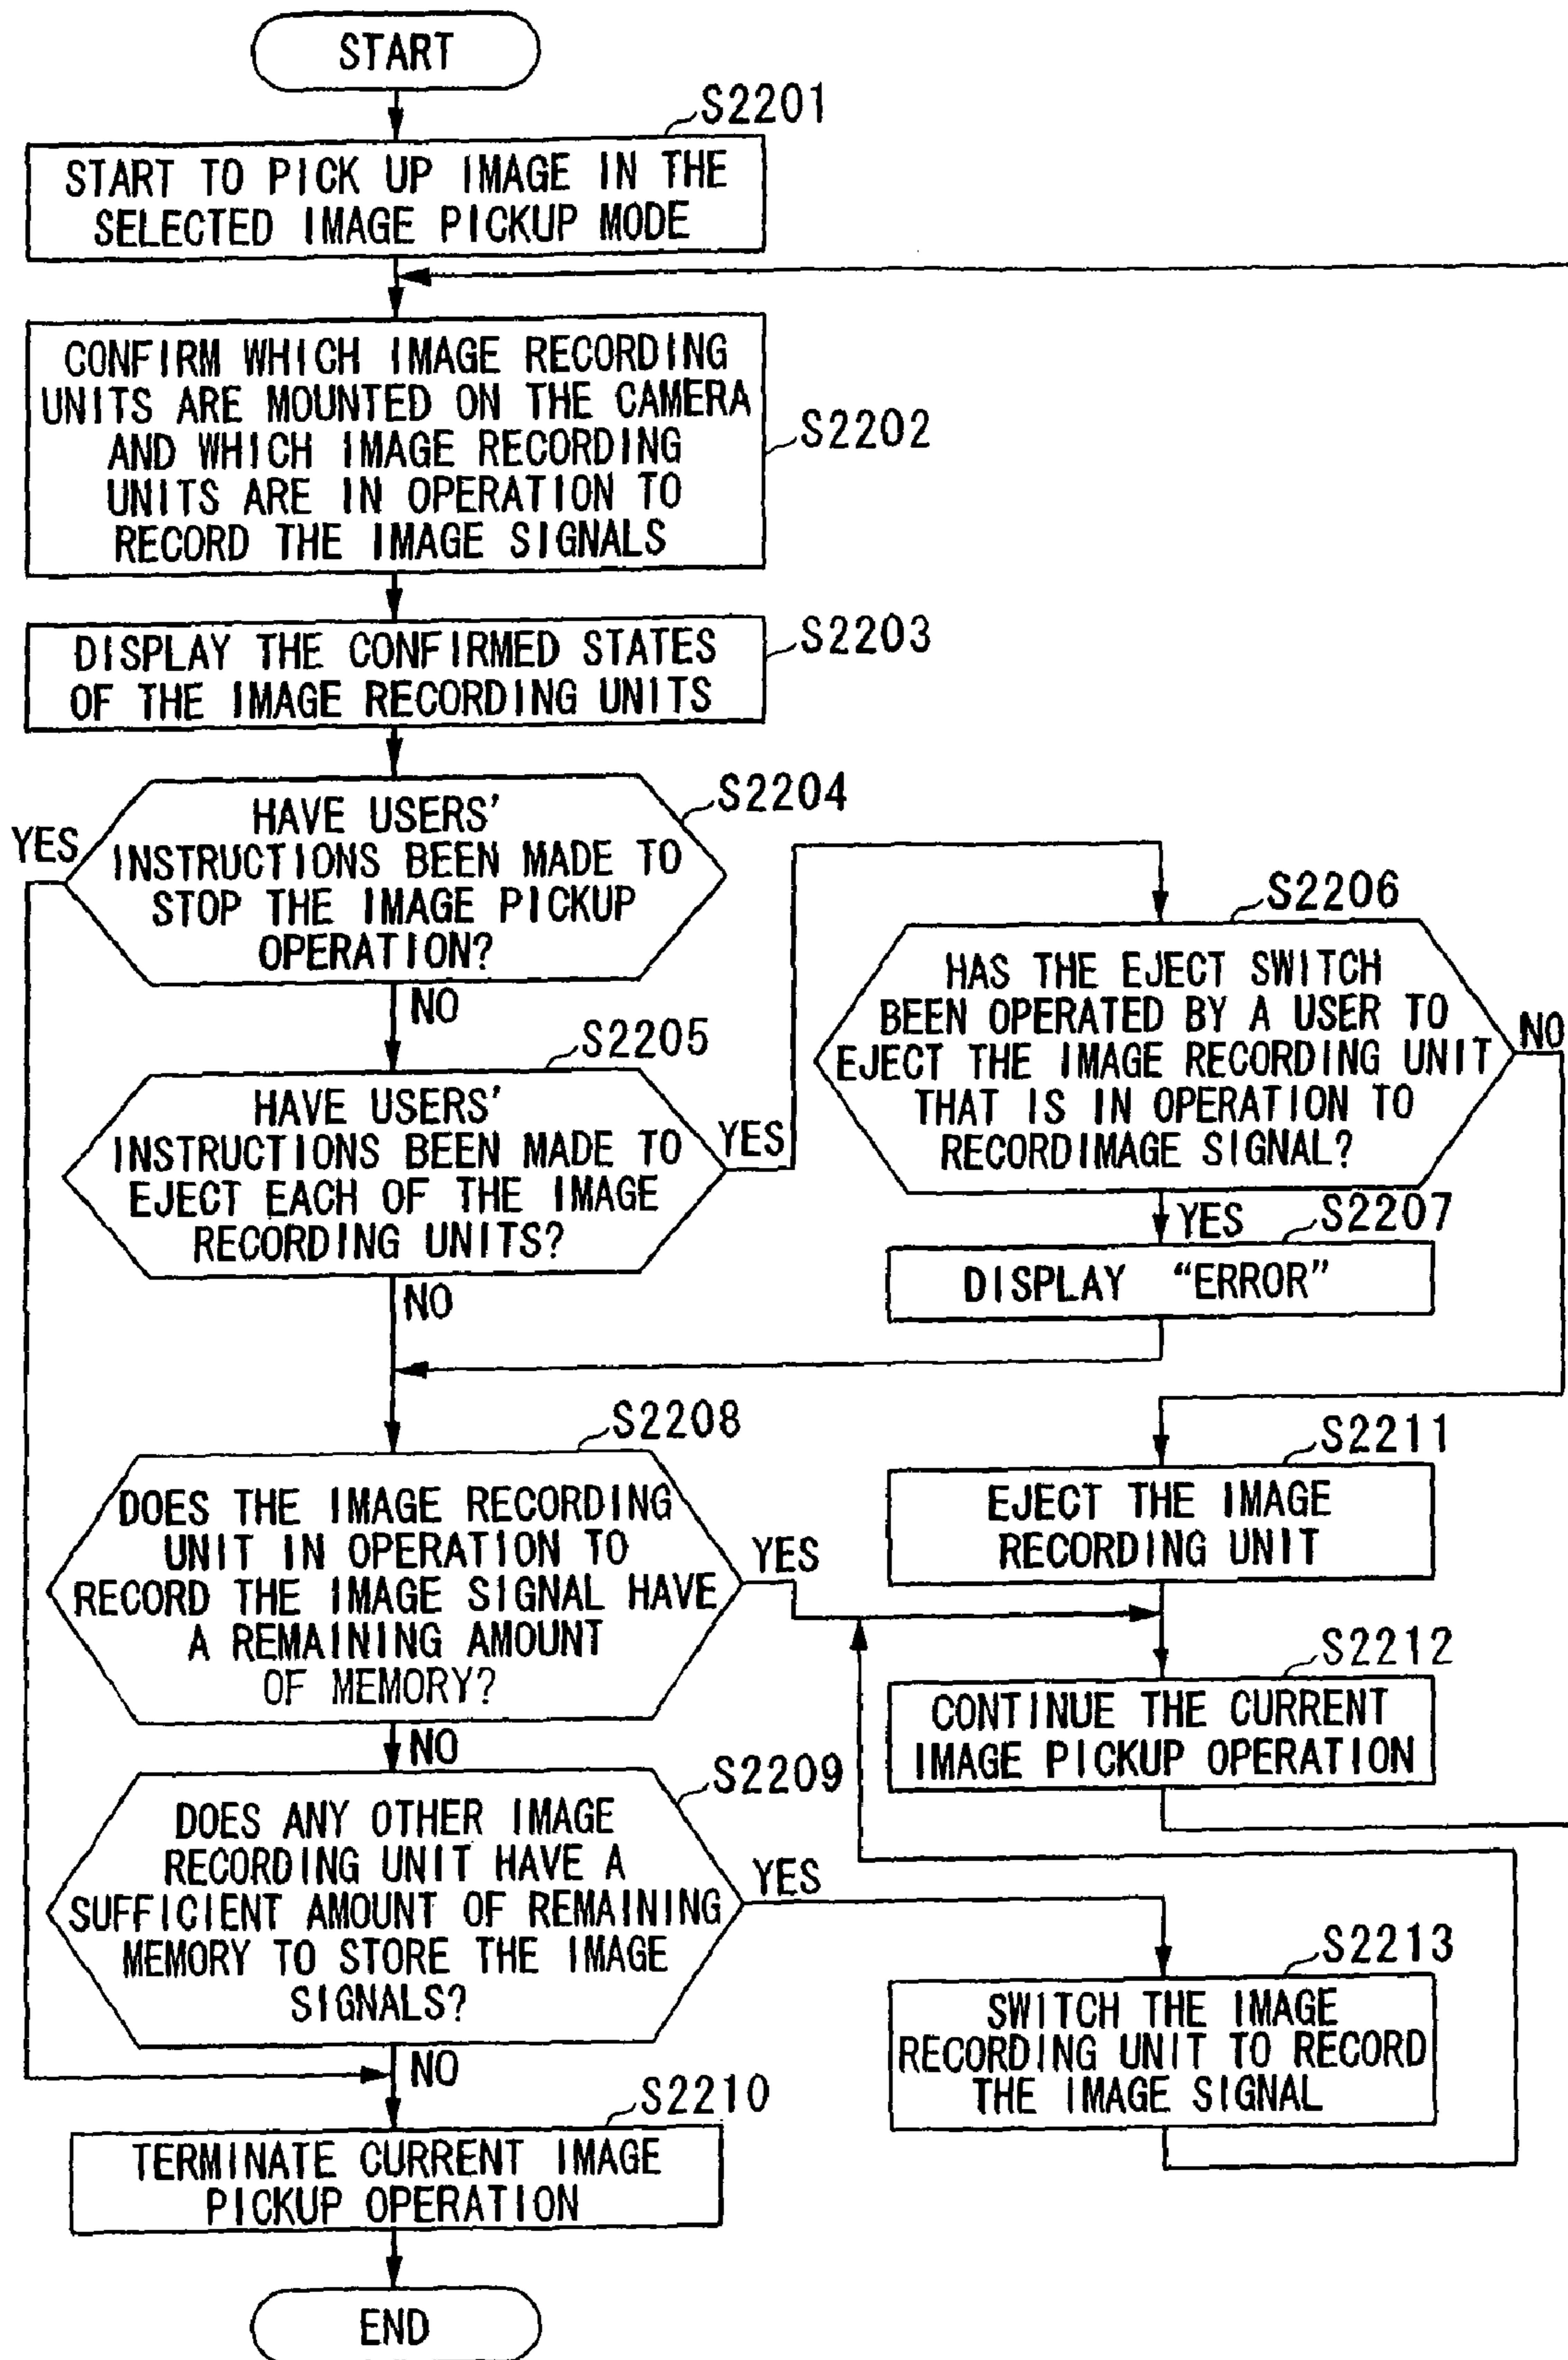 START
S2201
START TO PICK UP IMAGE IN THE
SELECTED IMAGE PICKUP MODE
CONFIRM WHICH IMAGE RECORDING
UNITS ARE MOUNTED ON THE CAMERA
AND WHICH IMAGE RECORDING
UNITS ARE IN OPERATION TO
RECORD THE IMAGE SIGNALS
S2202
DISPLAY THE CONFIRMED STATES
OF THE IMAGE RECORDING UNITS
S2203
S2204
HAVE USERS'
INSTRUCTIONS BEEN MADE TO
STOP THE IMAGE PICKUP
OPERATION?
YES
NO
S2205
HAVE USERS'
INSTRUCTIONS BEEN MADE TO
EJECT EACH OF THE IMAGE
RECORDING UNITS?
YES
NO
S2206
HAS THE EJECT SWITCH
BEEN OPERATED BY A USER TO
EJECT THE IMAGE RECORDING UNIT
THAT IS IN OPERATION TO
RECORDIMAGE SIGNAL?
NO
YES
S2207
DISPLAY “ERROR”
S2208
DOES THE IMAGE RECORDING
UNIT IN OPERATION TO
RECORD THE IMAGE SIGNAL HAVE
A REMAINING AMOUNT
OF MEMORY?
YES
NO
S2211
EJECT THE IMAGE
RECORDING UNIT
S2212
CONTINUE THE CURRENT
IMAGE PICKUP OPERATION
S2209
DOES ANY OTHER IMAGE
RECORDING UNIT HAVE A
SUFFICIENT AMOUNT OF REMAINING
MEMORY TO STORE THE IMAGE
SIGNALS?
YES
NO
S2213
SWITCH THE IMAGE
RECORDING UNIT TO RECORD
THE IMAGE SIGNAL
S2210
TERMINATE CURRENT IMAGE
PICKUP OPERATION
END